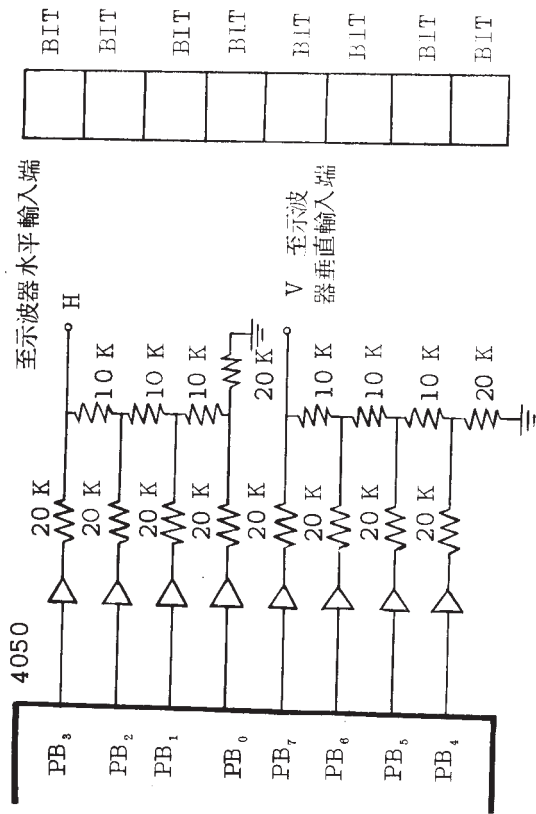 4050 至示波器水平輸入端
PB₃ 20 K H BIT
10 K
PB₂ 20 K BIT
10 K
PB₁ 20 K BIT
10 K
PB₀ 20 K BIT
20 K
PB₇ 20 K V 至示波 BIT
器垂直輸入端
10 K
PB₆ 20 K BIT
10 K
PB₅ 20 K BIT
10 K
PB₄ 20 K BIT
20 K